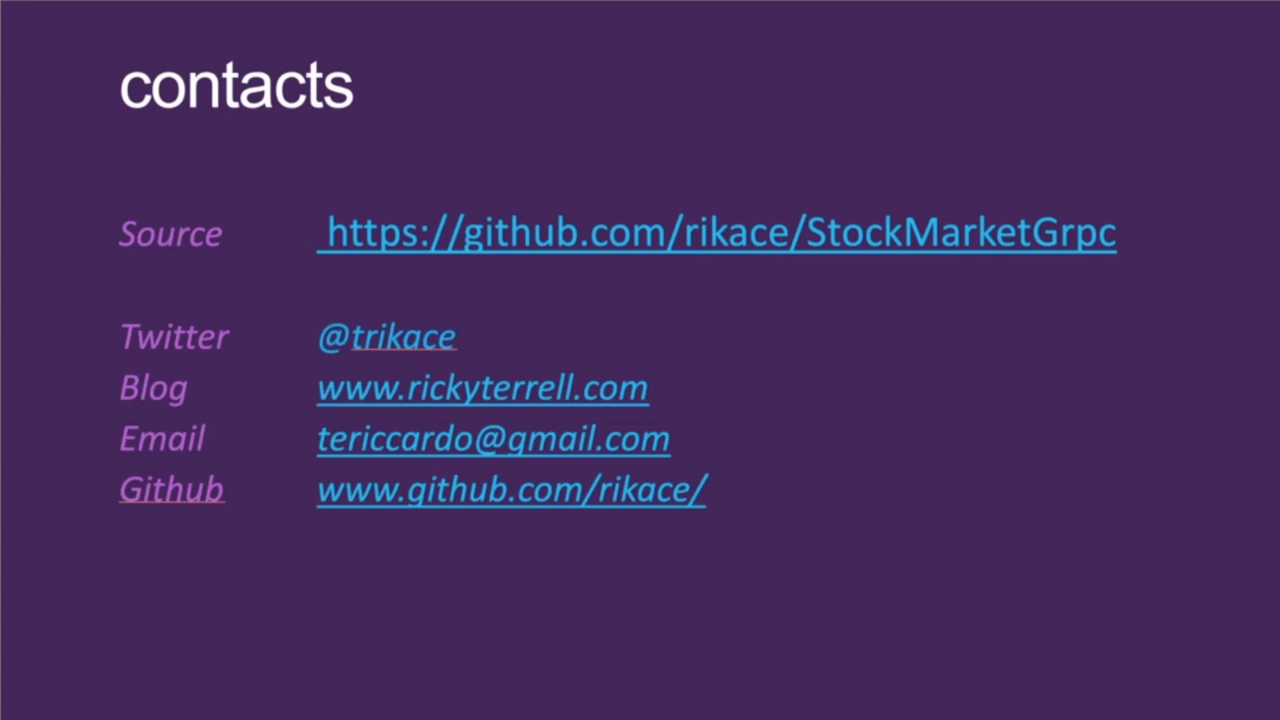 contacts
Source https://github.com/rikace/StockMarketGrpc
Twitter @trikace
Blog www.rickyterrell.com
Email tericcardo@gmail.com
Github www.github.com/rikace/